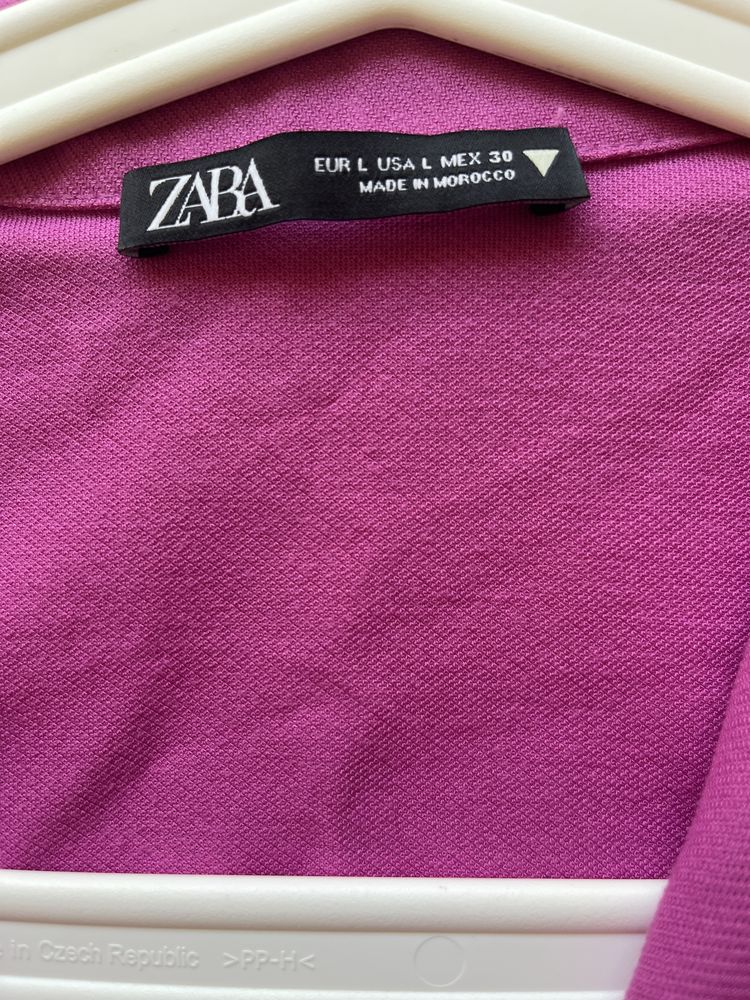 ZARA
EUR L USA L MEX 30
MADE IN MOROCCO
in Czech Republic >PP-H<